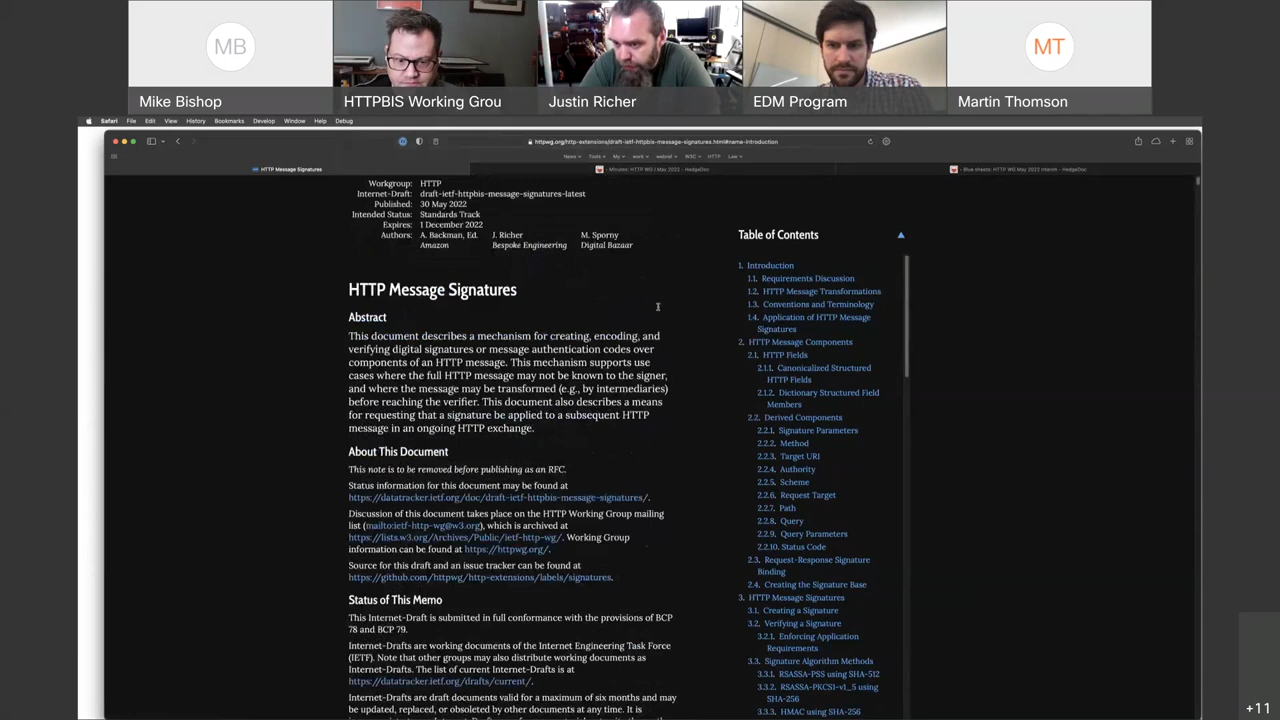 MB
MT
Mike Bishop
HTTPBIS Working Grou
Justin Richer
EDM Program
Martin Thomson
Safari File Edit View History Bookmarks Develop Window Help Debug
httpwg.org/http-extensions/draft-ietf-httpbis-message-signatures.html#name-introduction
News Tools My work webref W3C HTTP Law
HTTP Message Signatures
Minutes: HTTP WG / May 2022 - HedgeDoc
Blue sheets: HTTP WG May 2022 Interim - HedgeDoc
Workgroup: HTTP
Internet-Draft: draft-ietf-httpbis-message-signatures-latest
Published: 30 May 2022
Intended Status: Standards Track
Expires: 1 December 2022
Authors: A. Backman, Ed. J. Richer M. Sporny
Amazon Bespoke Engineering Digital Bazaar
HTTP Message Signatures
Abstract
This document describes a mechanism for creating, encoding, and
verifying digital signatures or message authentication codes over
components of an HTTP message. This mechanism supports use
cases where the full HTTP message may not be known to the signer,
and where the message may be transformed (e.g., by intermediaries)
before reaching the verifier. This document also describes a means
for requesting that a signature be applied to a subsequent HTTP
message in an ongoing HTTP exchange.
About This Document
This note is to be removed before publishing as an RFC.
Status information for this document may be found at
https://datatracker.ietf.org/doc/draft-ietf-httpbis-message-signatures/.
Discussion of this document takes place on the HTTP Working Group mailing
list (mailto:ietf-http-wg@w3.org), which is archived at
https://lists.w3.org/Archives/Public/ietf-http-wg/. Working Group
information can be found at https://httpwg.org/.
Source for this draft and an issue tracker can be found at
https://github.com/httpwg/http-extensions/labels/signatures.
Status of This Memo
This Internet-Draft is submitted in full conformance with the provisions of BCP
78 and BCP 79.
Internet-Drafts are working documents of the Internet Engineering Task Force
(IETF). Note that other groups may also distribute working documents as
Internet-Drafts. The list of current Internet-Drafts is at
https://datatracker.ietf.org/drafts/current/.
Internet-Drafts are draft documents valid for a maximum of six months and may
be updated, replaced, or obsoleted by other documents at any time. It is
Table of Contents
1. Introduction
1.1. Requirements Discussion
1.2. HTTP Message Transformations
1.3. Conventions and Terminology
1.4. Application of HTTP Message
Signatures
2. HTTP Message Components
2.1. HTTP Fields
2.1.1. Canonicalized Structured
HTTP Fields
2.1.2. Dictionary Structured Field
Members
2.2. Derived Components
2.2.1. Signature Parameters
2.2.2. Method
2.2.3. Target URI
2.2.4. Authority
2.2.5. Scheme
2.2.6. Request Target
2.2.7. Path
2.2.8. Query
2.2.9. Query Parameters
2.2.10. Status Code
2.3. Request-Response Signature
Binding
2.4. Creating the Signature Base
3. HTTP Message Signatures
3.1. Creating a Signature
3.2. Verifying a Signature
3.2.1. Enforcing Application
Requirements
3.3. Signature Algorithm Methods
3.3.1. RSASSA-PSS using SHA-512
3.3.2. RSASSA-PKCS1-v1_5 using
SHA-256
3.3.3. HMAC using SHA-256
+11